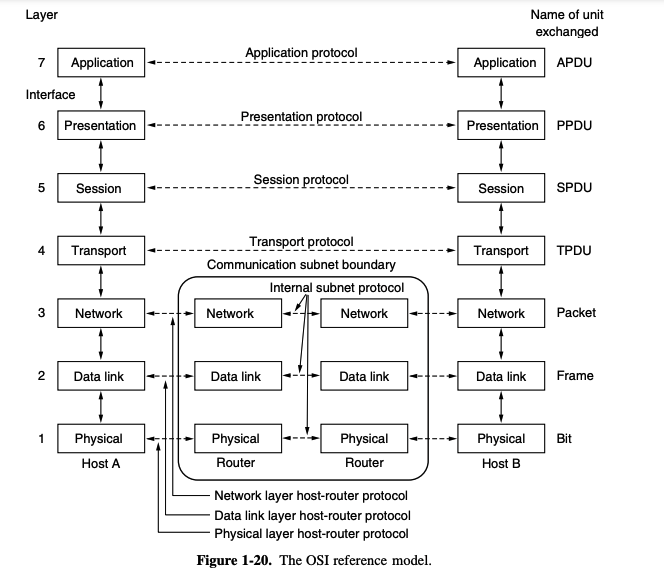 Layer
Name of unit
exchanged
7 Application Application protocol Application APDU
Interface
6 Presentation Presentation protocol Presentation PPDU
5 Session Session protocol Session SPDU
4 Transport Transport protocol Transport TPDU
Communication subnet boundary
Internal subnet protocol
3 Network Network Network Network Packet
2 Data link Data link Data link Data link Frame
1 Physical Physical Physical Physical Bit
Host A Router Router Host B
Network layer host-router protocol
Data link layer host-router protocol
Physical layer host-router protocol
Figure 1-20. The OSI reference model.